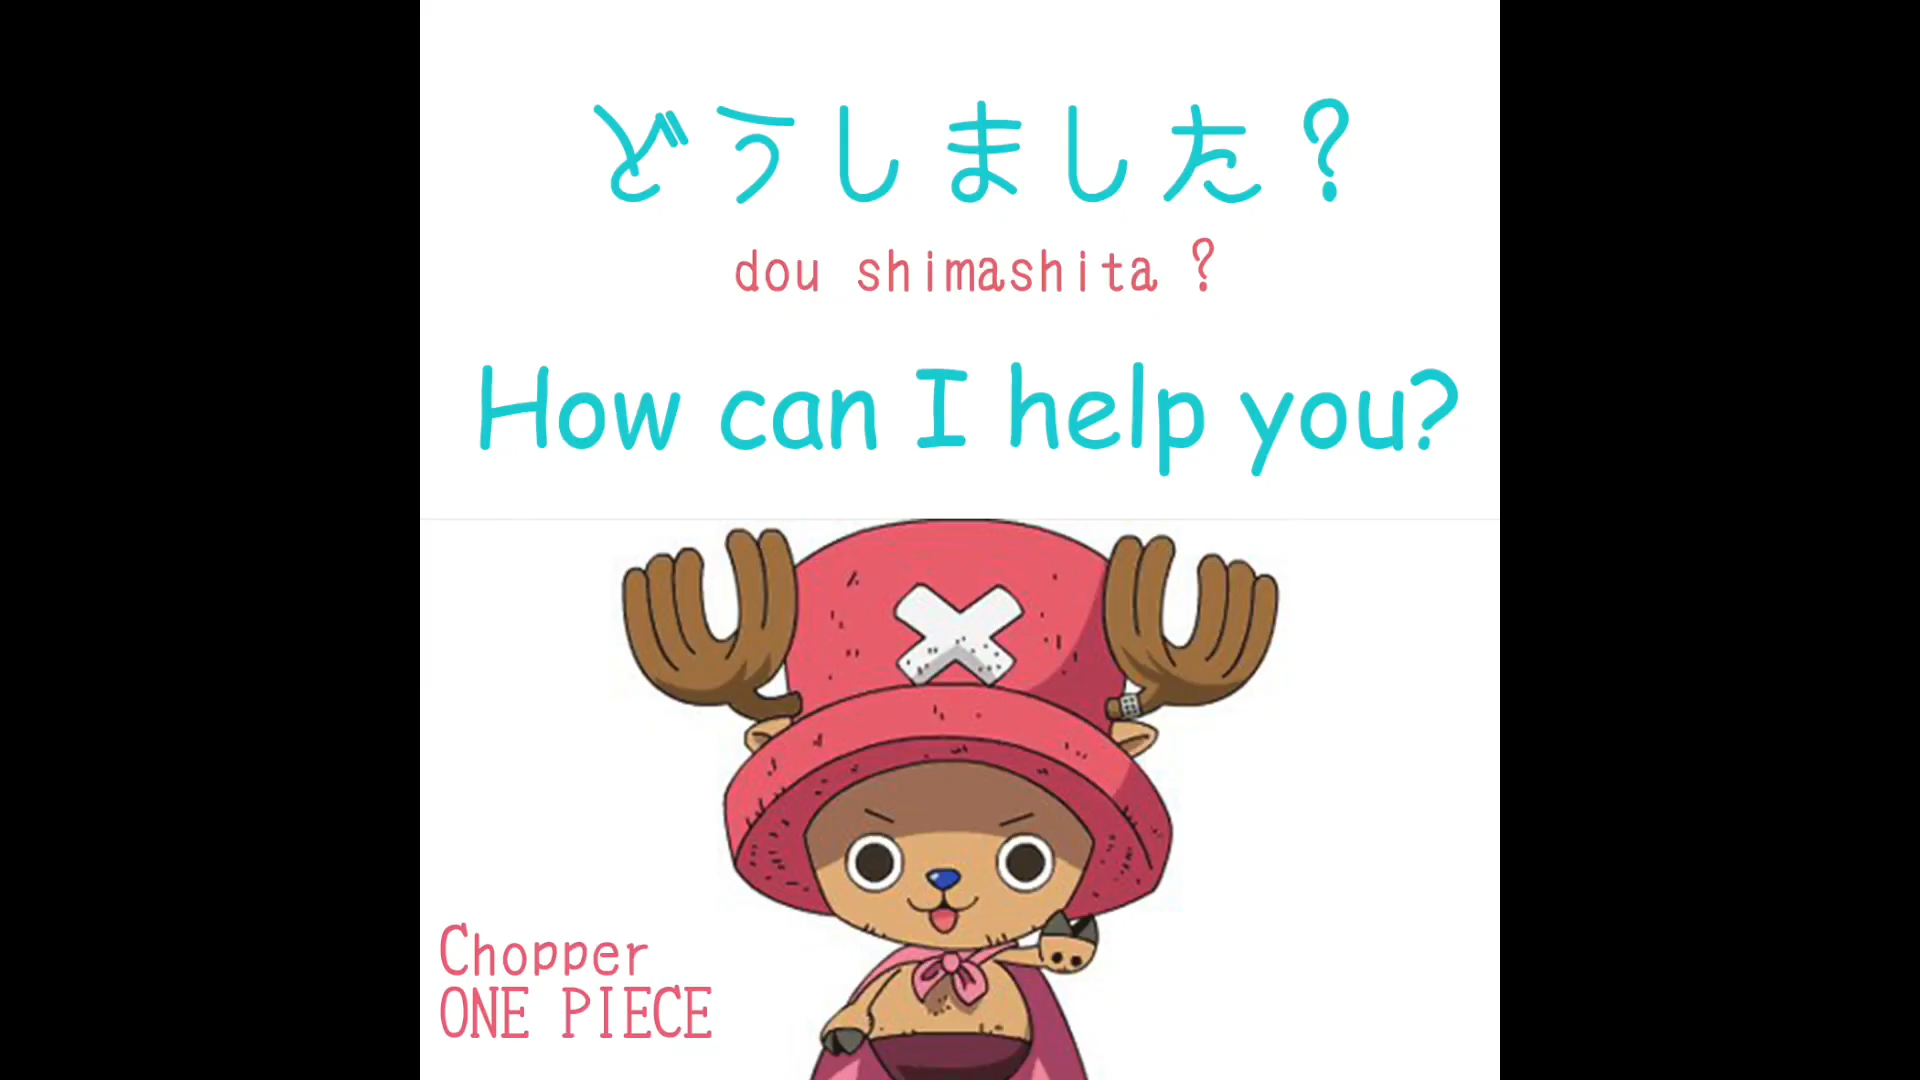 どうしました？
dou shimashita ?
How can I help you?
Chopper
ONE PIECE